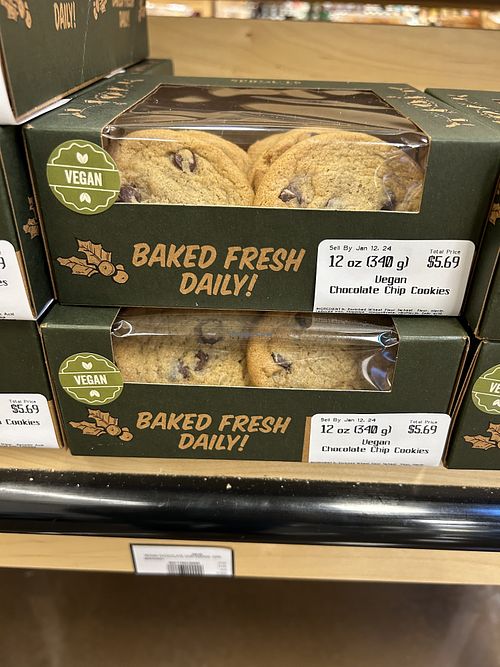 DAILY!
VEGAN
BAKED FRESH
DAILY!
Sell By Jan 12, 24
Total Price
12 oz (340 g)
$5.69
Vegan
Chocolate Chip Cookies
VEGAN
BAKED FRESH
DAILY!
Sell By Jan 12, 24
Total Price
12 oz (340 g)
$5.69
Vegan
Chocolate Chip Cookies
Total Price
$5.69
Cookies